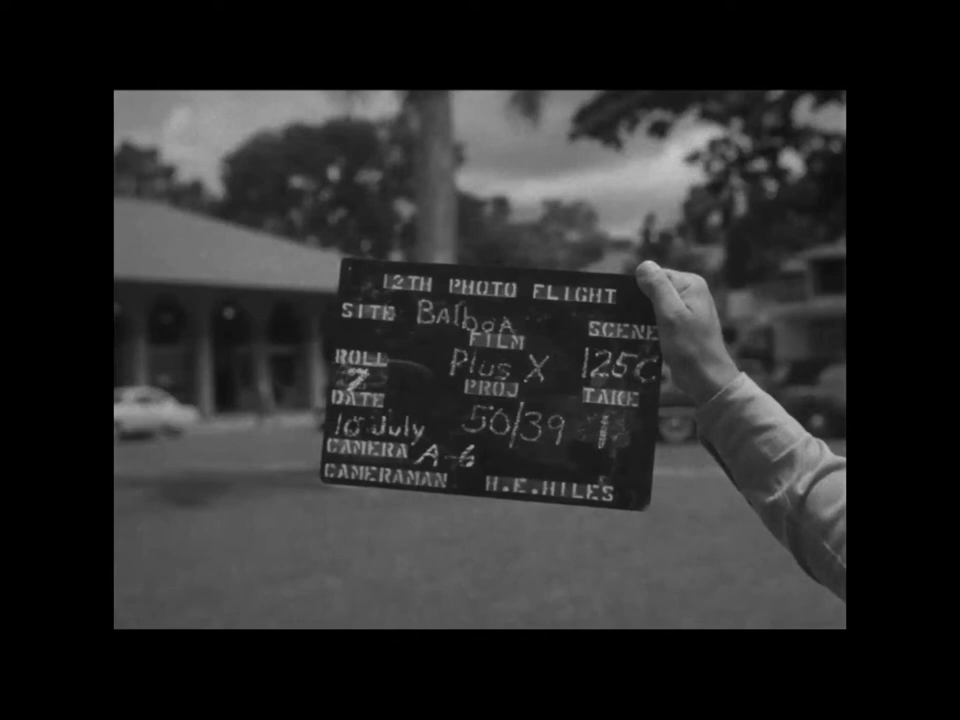 12TH PHOTO FLIGHT
SITE Balboa SCENE
FILM
ROLL Plus X 125C
7 PROJ
DATE 50/39 TAKE
July 1
CAMERA A-6
CAMERAMAN H.E.HILES